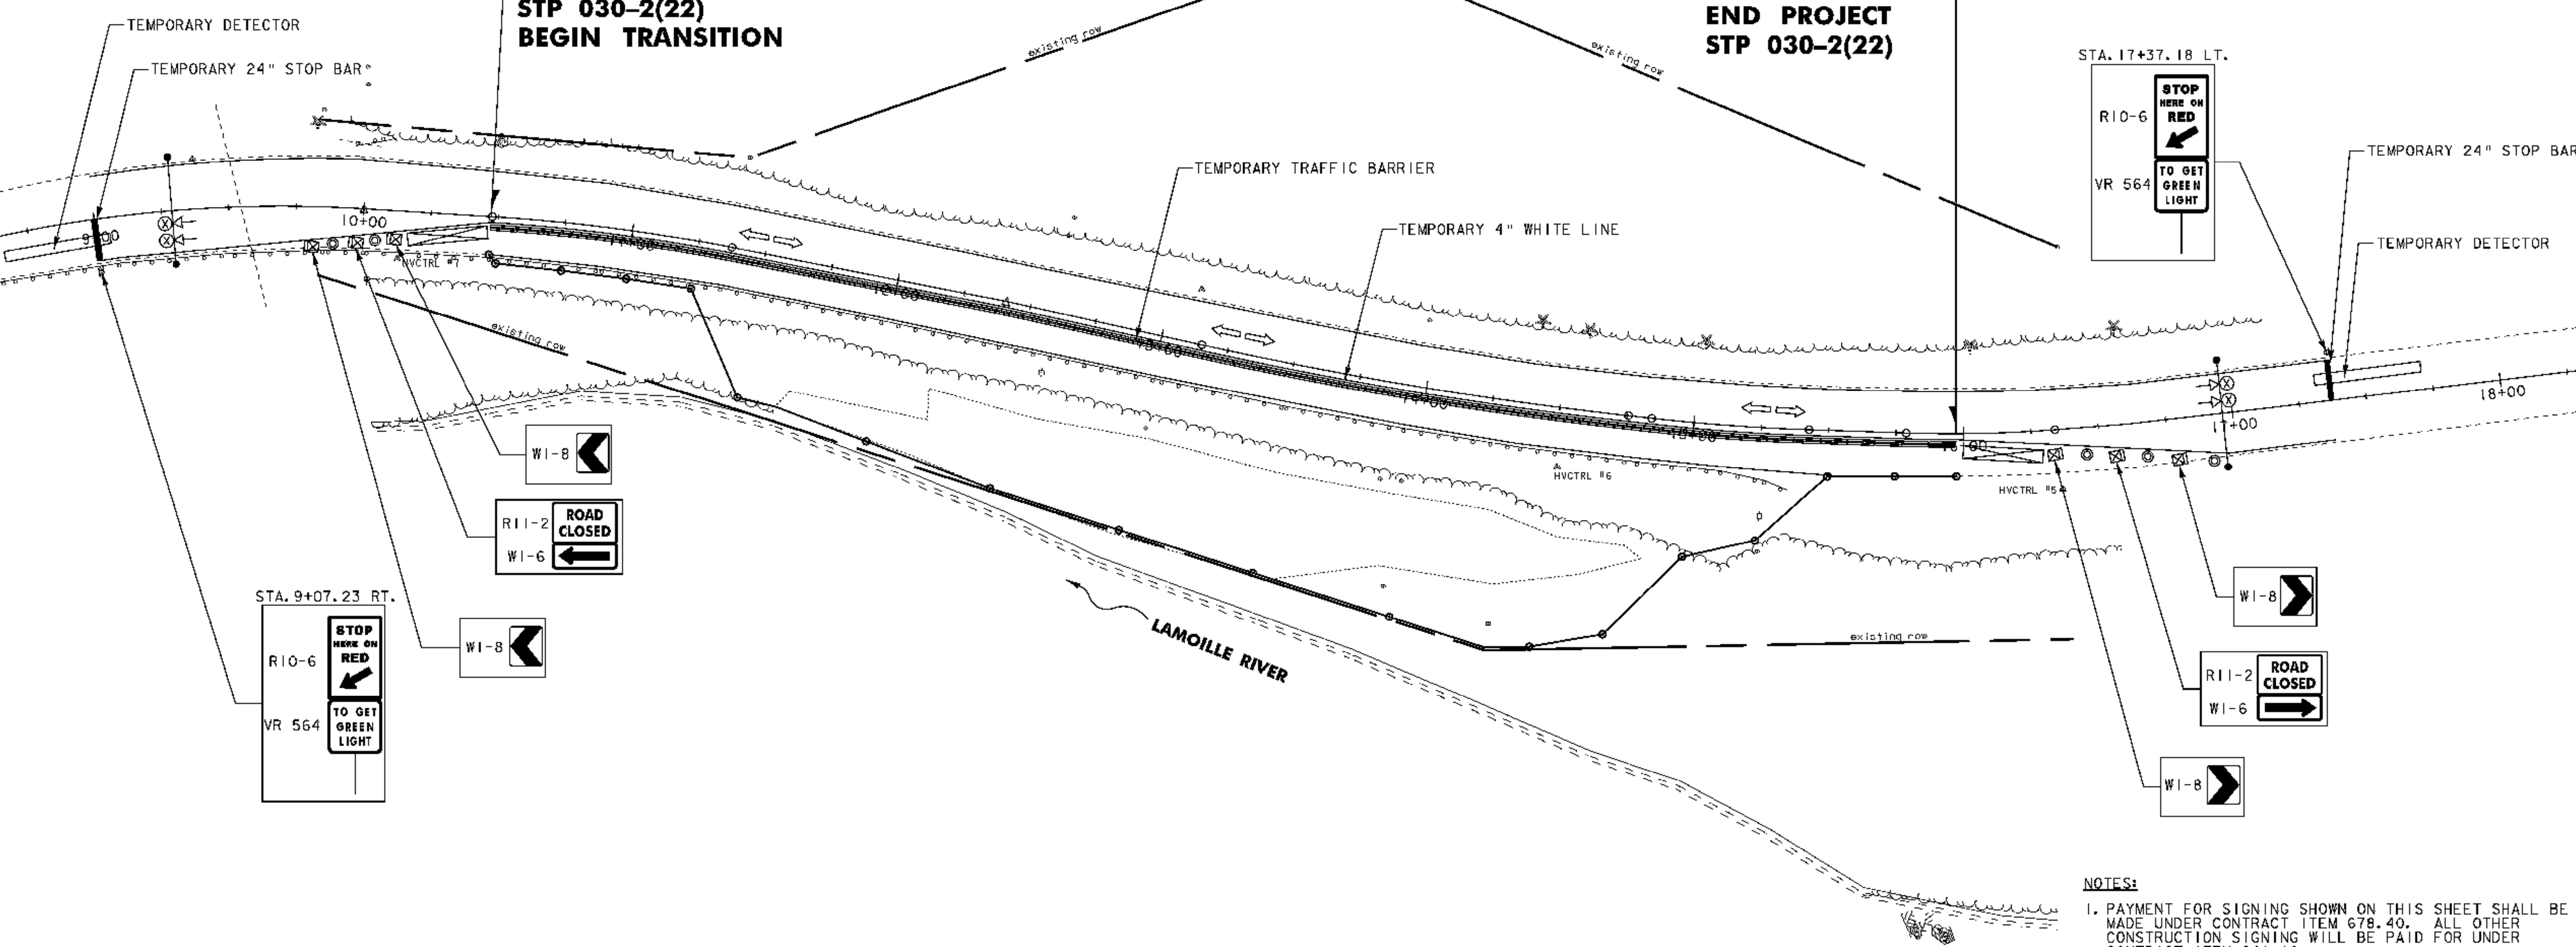 STP 030–2(22)
BEGIN TRANSITION
END PROJECT
STP 030–2(22)
TEMPORARY DETECTOR
TEMPORARY 24" STOP BAR
existing row
existing row
STA. 17+37.18 LT.
R10-6
STOP
HERE ON
RED
VR 564
TO GET
GREEN
LIGHT
TEMPORARY 24" STOP BAR
TEMPORARY DETECTOR
TEMPORARY TRAFFIC BARRIER
TEMPORARY 4" WHITE LINE
10+00
HVCTRL #7
existing row
18+00
17+00
HVCTRL #6
HVCTRL #5
W1-8
R11-2
ROAD
CLOSED
W1-6
W1-8
STA. 9+07.23 RT.
R10-6
STOP
HERE ON
RED
VR 564
TO GET
GREEN
LIGHT
LAMOILLE RIVER
existing row
W1-8
R11-2
ROAD
CLOSED
W1-6
W1-8
NOTES:
1. PAYMENT FOR SIGNING SHOWN ON THIS SHEET SHALL BE
MADE UNDER CONTRACT ITEM 678.40. ALL OTHER
CONSTRUCTION SIGNING WILL BE PAID FOR UNDER